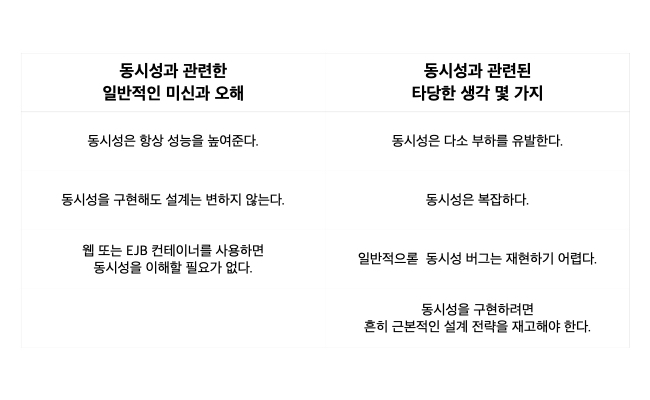 동시성과 관련한
일반적인 미신과 오해
동시성과 관련된
타당한 생각 몇 가지
동시성은 항상 성능을 높여준다.
동시성은 다소 부하를 유발한다.
동시성을 구현해도 설계는 변하지 않는다.
동시성은 복잡하다.
웹 또는 EJB 컨테이너를 사용하면
동시성을 이해할 필요가 없다.
일반적으롣 동시성 버그는 재현하기 어렵다.
동시성을 구현하려면
흔히 근본적인 설계 전략을 재고해야 한다.